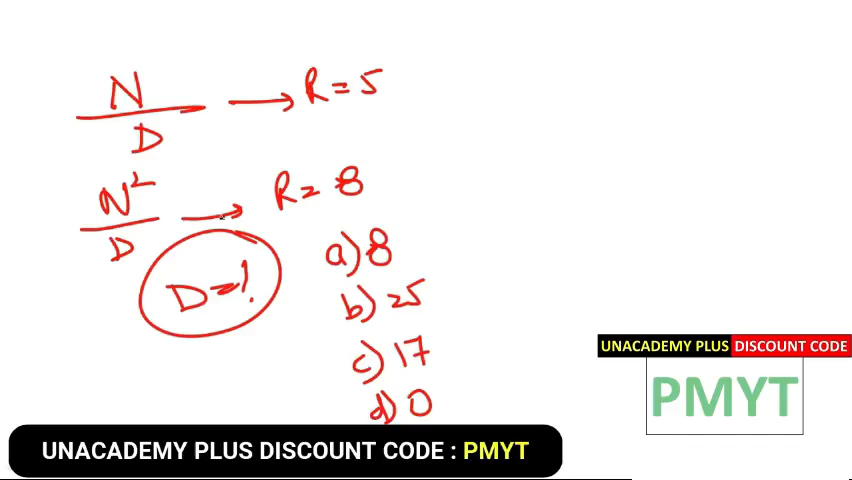 N
D → R = 5
N²
D → R = 8
D = ?
a) 8
b) 25
c) 17
d) 0
UNACADEMY PLUS DISCOUNT CODE
PMYT
UNACADEMY PLUS DISCOUNT CODE : PMYT